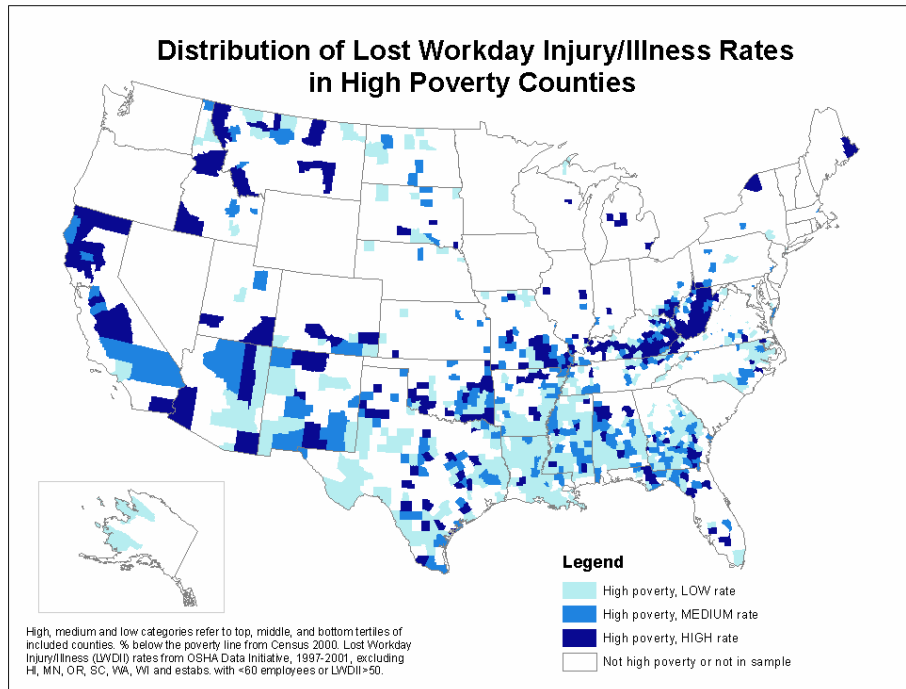 Distribution of Lost Workday Injury/Illness Rates
in High Poverty Counties
Legend
High poverty, LOW rate
High poverty, MEDIUM rate
High poverty, HIGH rate
Not high poverty or not in sample
High, medium and low categories refer to top, middle, and bottom tertiles of
included counties. % below the poverty line from Census 2000. Lost Workday
Injury/Illness (LWDII) rates from OSHA Data Initiative, 1997-2001, excluding
HI, MN, OR, SC, WA, WI and estabs. with <60 employees or LWDII>50.